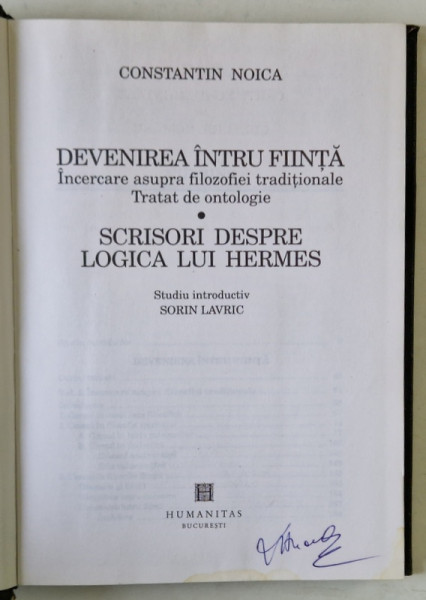 CONSTANTIN NOICA
DEVENIREA ÎNTRU FIINȚĂ
Încercare asupra filozofiei tradiționale
Tratat de ontologie
•
SCRISORI DESPRE
LOGICA LUI HERMES
Studiu introductiv
SORIN LAVRIC
H
HUMANITAS
BUCUREȘTI